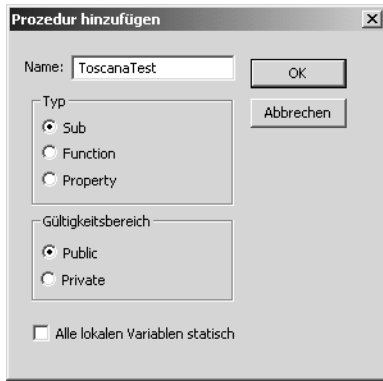 Prozedur hinzufügen
Name: ToscanaTest
OK
Abbrechen
Typ
Sub
Function
Property
Gültigkeitsbereich
Public
Private
Alle lokalen Variablen statisch